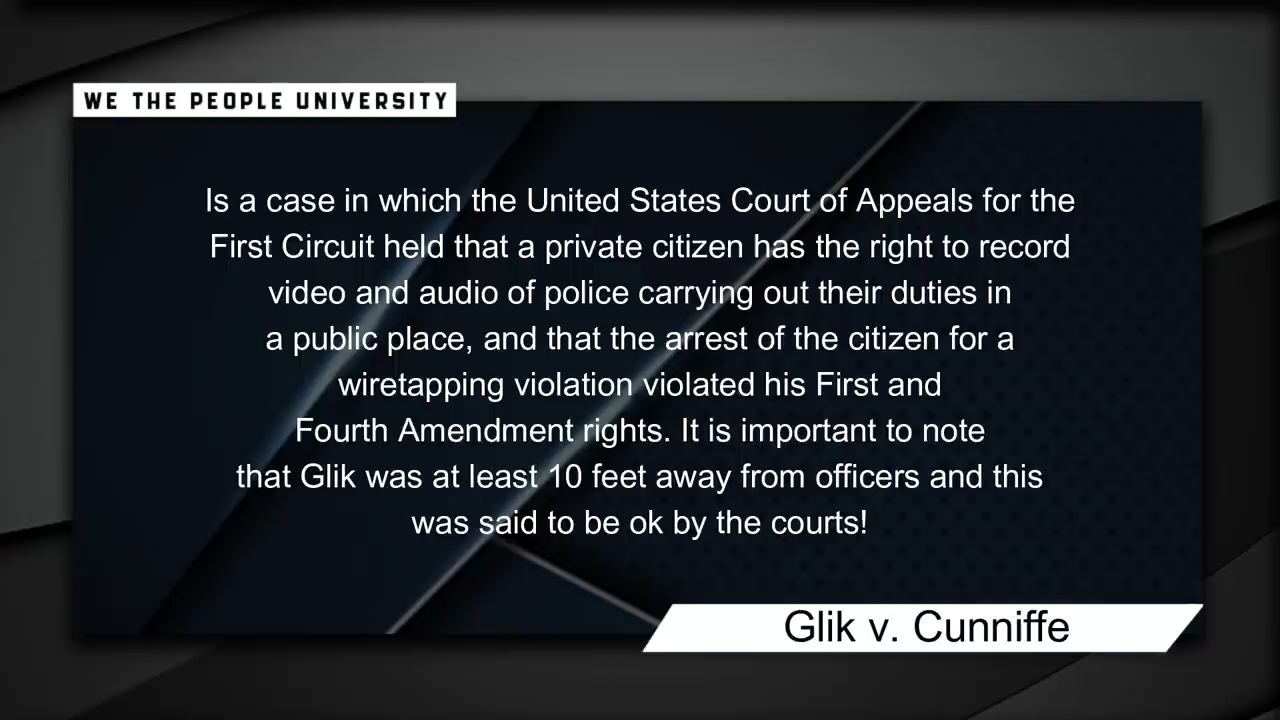 WE THE PEOPLE UNIVERSITY
Is a case in which the United States Court of Appeals for the
First Circuit held that a private citizen has the right to record
video and audio of police carrying out their duties in
a public place, and that the arrest of the citizen for a
wiretapping violation violated his First and
Fourth Amendment rights. It is important to note
that Glik was at least 10 feet away from officers and this
was said to be ok by the courts!
Glik v. Cunniffe